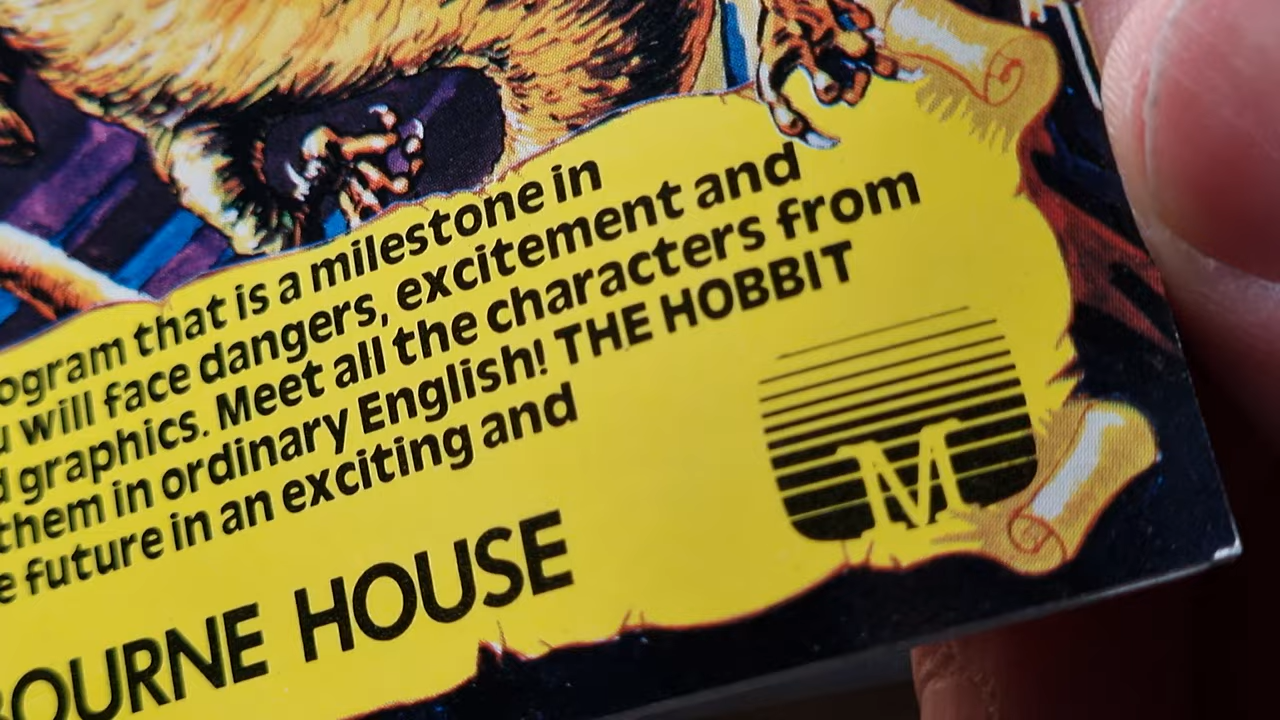 ogram that is a milestone in
u will face dangers, excitement and
d graphics. Meet all the characters from
them in ordinary English! THE HOBBIT
e future in an exciting and
BOURNE HOUSE
M